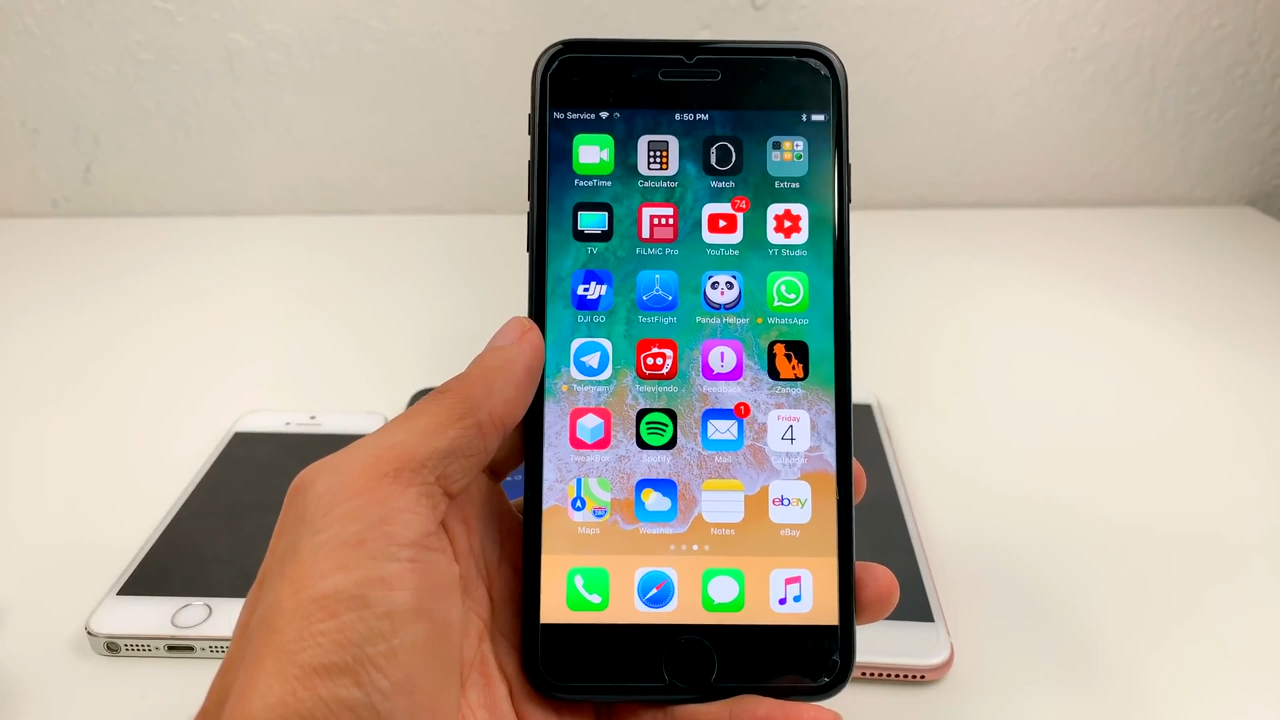 No Service 6:50 PM
FaceTime Calculator Watch Extras
74
TV FiLMiC Pro YouTube YT Studio
dji
DJI GO TestFlight Panda Helper WhatsApp
Telegram Televiendo Feedback Zango
1
Friday
4
TweakBox Spotify Mail Calendar
280
ebay
Maps Weather Notes eBay